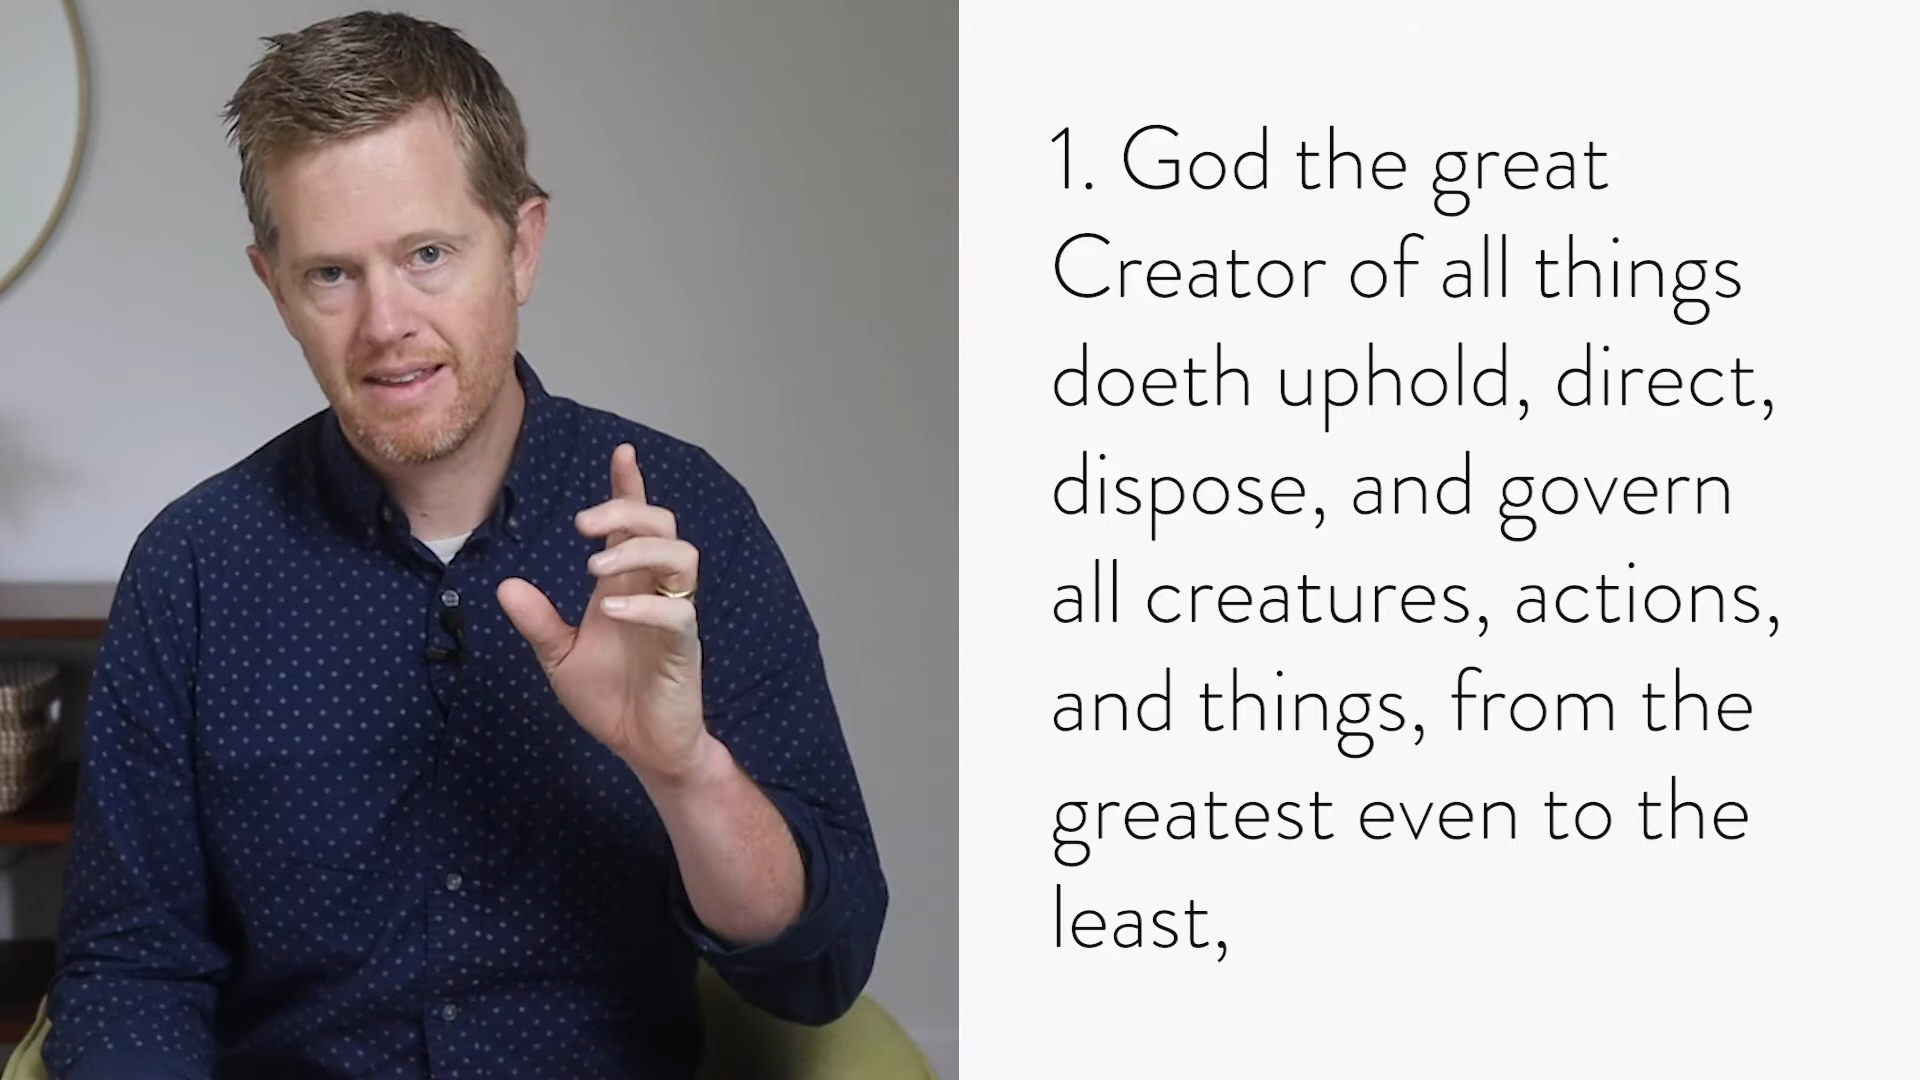 1. God the great
Creator of all things
doeth uphold, direct,
dispose, and govern
all creatures, actions,
and things, from the
greatest even to the
least,